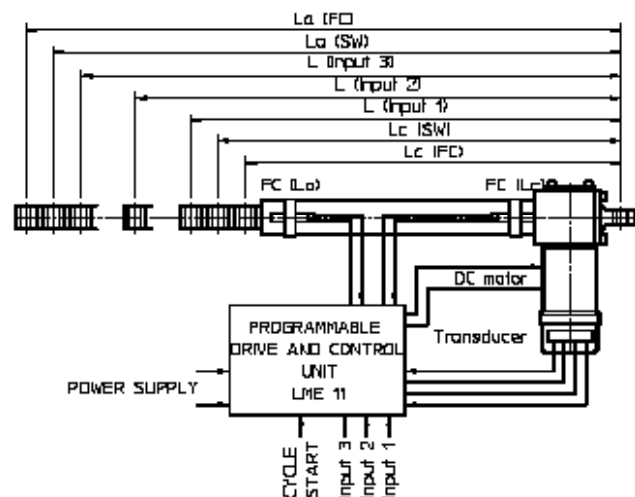 La (FC)
La (SW)
L (Input 3)
L (Input 2)
L (Input 1)
Lc (SW)
Lc (FC)
FC (La)
FC (Lc)
DC motor
PROGRAMMABLE
DRIVE AND CONTROL
UNIT
LME 11
Transducer
POWER SUPPLY
CYCLE
START
Input 3
Input 2
Input 1